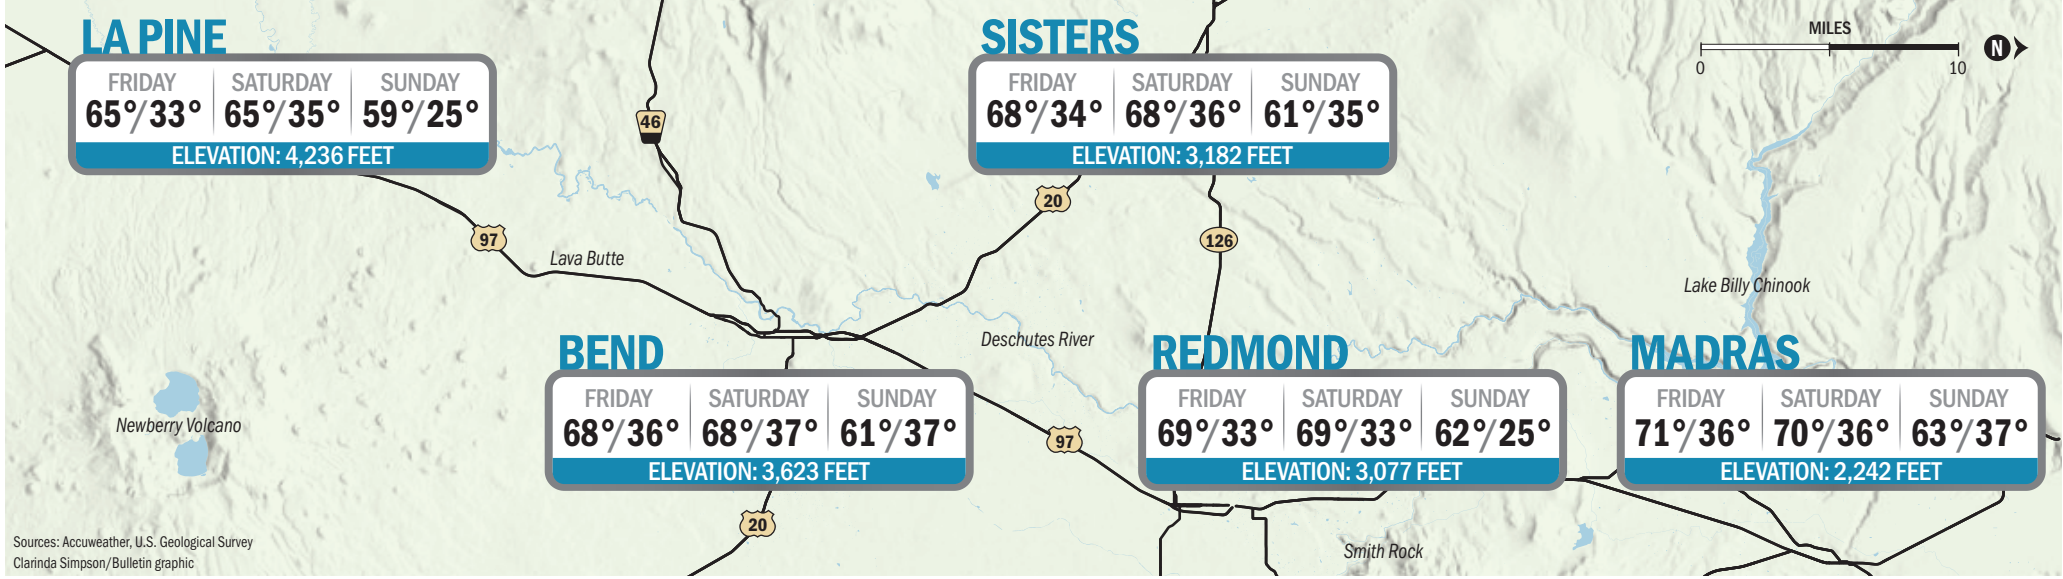 LA PINE
FRIDAY SATURDAY SUNDAY
65°/33° 65°/35° 59°/25°
ELEVATION: 4,236 FEET
46
SISTERS
FRIDAY SATURDAY SUNDAY
68°/34° 68°/36° 61°/35°
ELEVATION: 3,182 FEET
MILES
0 10
N
20
97
126
Lava Butte
Lake Billy Chinook
Deschutes River
BEND
FRIDAY SATURDAY SUNDAY
68°/36° 68°/37° 61°/37°
ELEVATION: 3,623 FEET
97
REDMOND
FRIDAY SATURDAY SUNDAY
69°/33° 69°/33° 62°/25°
ELEVATION: 3,077 FEET
MADRAS
FRIDAY SATURDAY SUNDAY
71°/36° 70°/36° 63°/37°
ELEVATION: 2,242 FEET
Newberry Volcano
20
Smith Rock
Sources: Accuweather, U.S. Geological Survey
Clarinda Simpson/Bulletin graphic